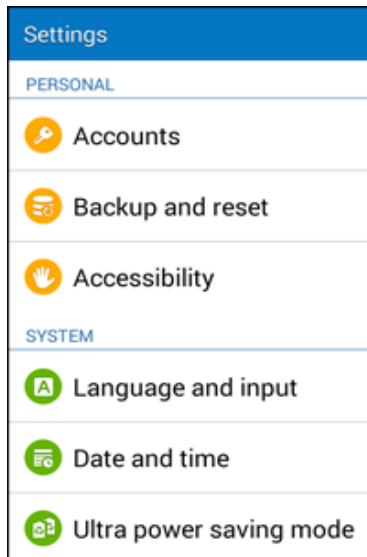 Settings
PERSONAL
Accounts
Backup and reset
Accessibility
SYSTEM
A Language and input
Date and time
Ultra power saving mode